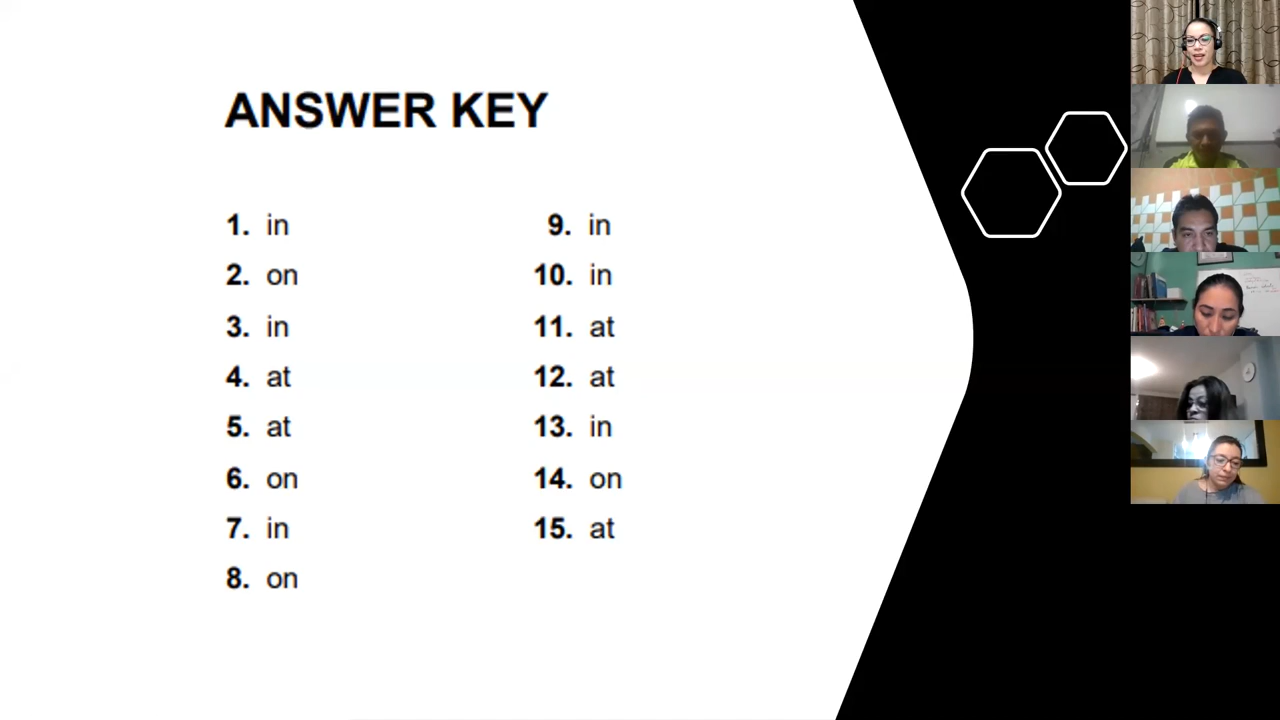 ANSWER KEY
1. in
2. on
3. in
4. at
5. at
6. on
7. in
8. on
9. in
10. in
11. at
12. at
13. in
14. on
15. at